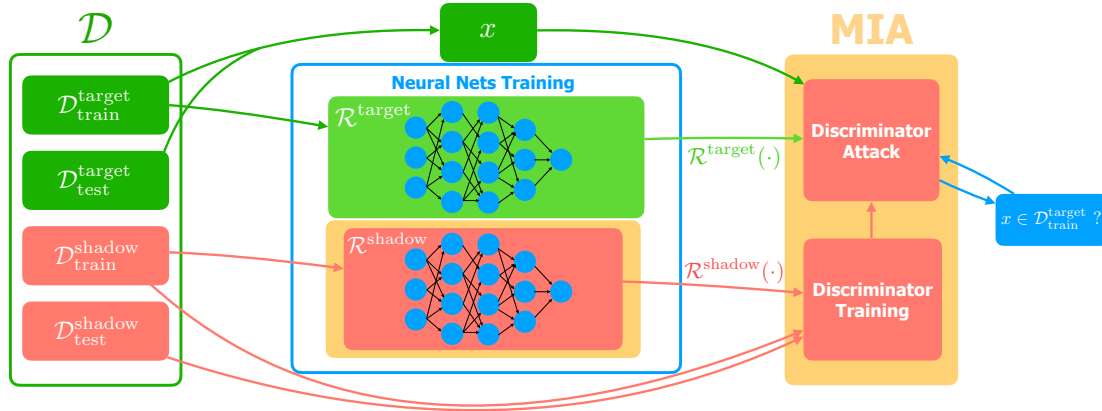 𝒟
x
MIA
Neural Nets Training
𝒟_train^target
ℛ^target
Discriminator
Attack
ℛ^target(·)
𝒟_test^target
x ∈ 𝒟_train^target ?
𝒟_train^shadow
ℛ^shadow
ℛ^shadow(·)
Discriminator
Training
𝒟_test^shadow